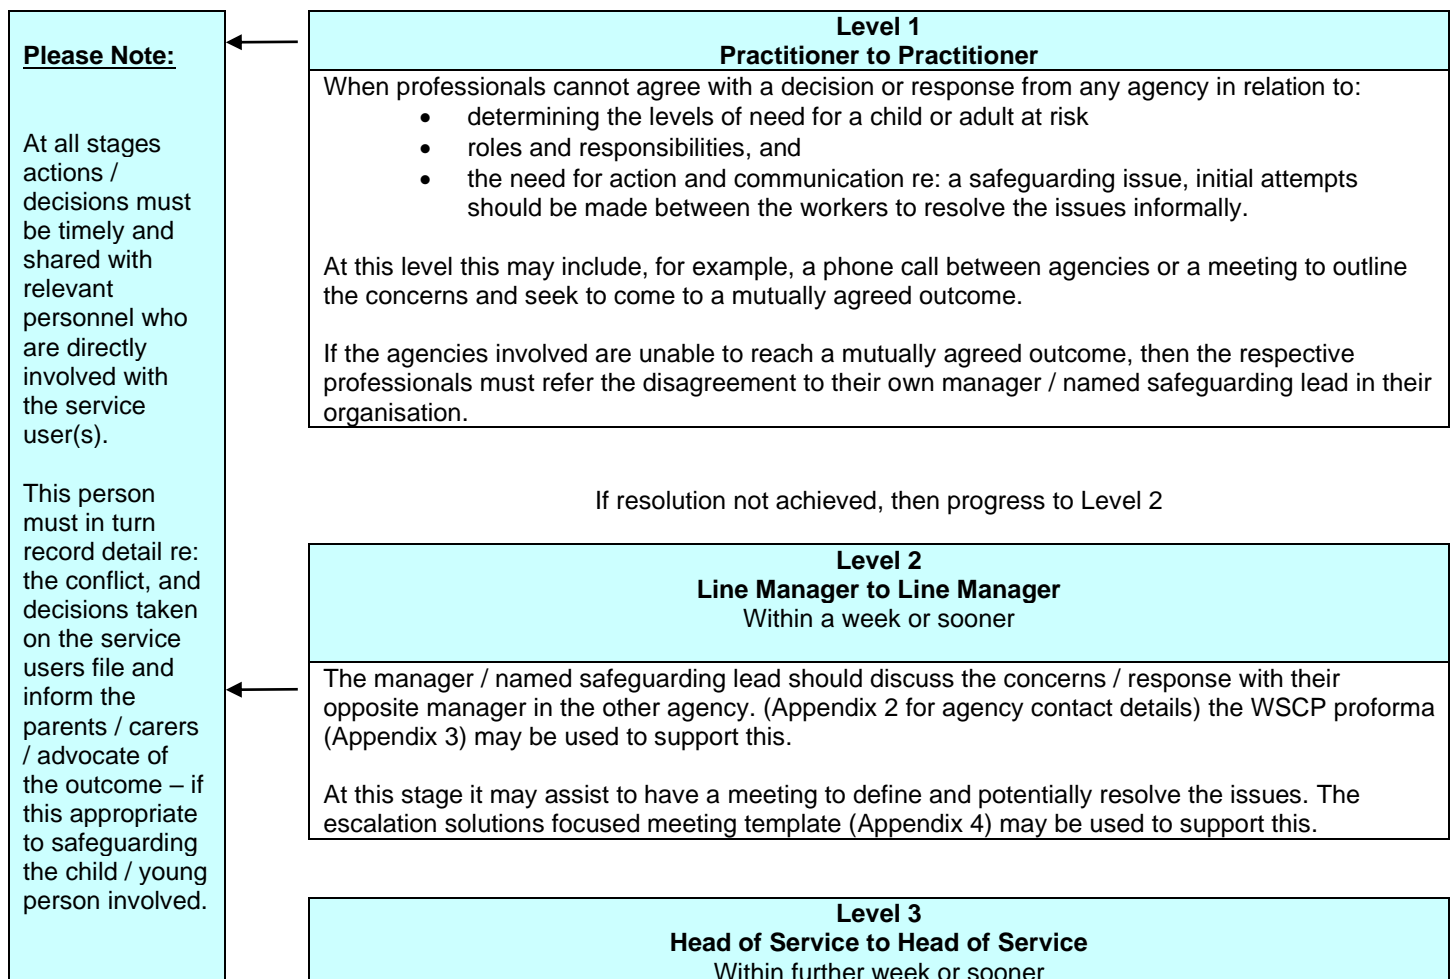 Please Note:
At all stages
actions /
decisions must
be timely and
shared with
relevant
personnel who
are directly
involved with
the service
user(s).
This person
must in turn
record detail re:
the conflict, and
decisions taken
on the service
users file and
inform the
parents / carers
/ advocate of
the outcome – if
this appropriate
to safeguarding
the child / young
person involved.
Level 1
Practitioner to Practitioner
When professionals cannot agree with a decision or response from any agency in relation to:
• determining the levels of need for a child or adult at risk
• roles and responsibilities, and
• the need for action and communication re: a safeguarding issue, initial attempts
should be made between the workers to resolve the issues informally.
At this level this may include, for example, a phone call between agencies or a meeting to outline
the concerns and seek to come to a mutually agreed outcome.
If the agencies involved are unable to reach a mutually agreed outcome, then the respective
professionals must refer the disagreement to their own manager / named safeguarding lead in their
organisation.
If resolution not achieved, then progress to Level 2
Level 2
Line Manager to Line Manager
Within a week or sooner
The manager / named safeguarding lead should discuss the concerns / response with their
opposite manager in the other agency. (Appendix 2 for agency contact details) the WSCP proforma
(Appendix 3) may be used to support this.
At this stage it may assist to have a meeting to define and potentially resolve the issues. The
escalation solutions focused meeting template (Appendix 4) may be used to support this.
Level 3
Head of Service to Head of Service
Within further week or sooner